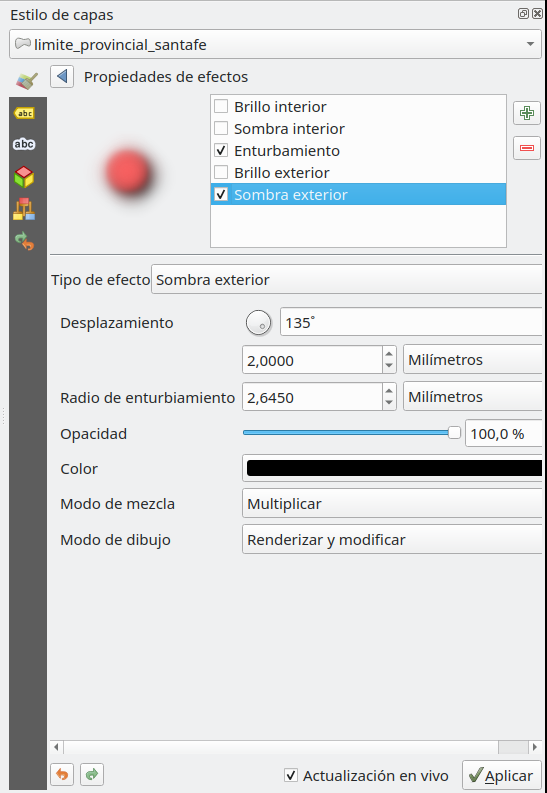 Estilo de capas
limite_provincial_santafe
Propiedades de efectos
abc
abc
Brillo interior
Sombra interior
Enturbamiento
Brillo exterior
Sombra exterior
Tipo de efecto Sombra exterior
Desplazamiento 135°
2,0000 Milímetros
Radio de enturbiamiento 2,6450 Milímetros
Opacidad 100,0 %
Color
Modo de mezcla Multiplicar
Modo de dibujo Renderizar y modificar
Actualización en vivo Aplicar